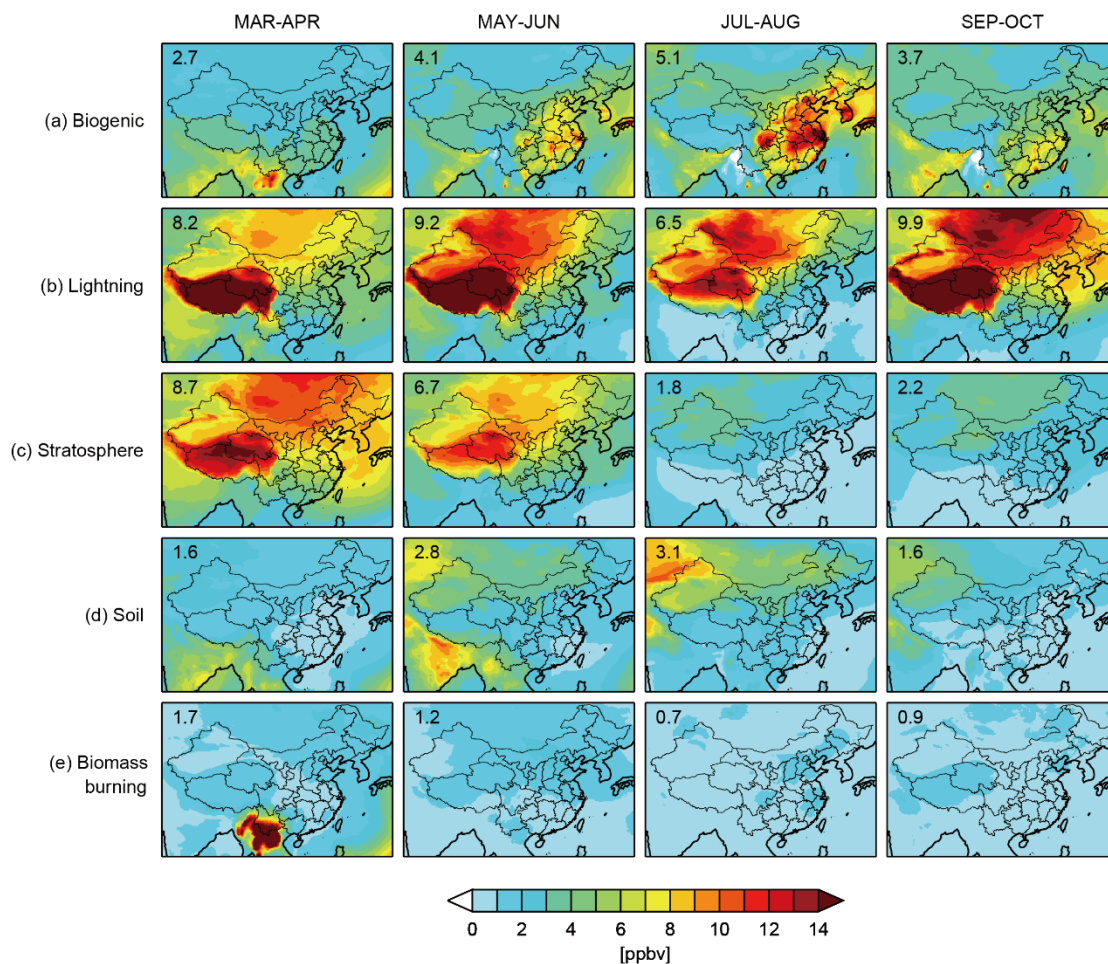 MAR-APR MAY-JUN JUL-AUG SEP-OCT
2.7 4.1 5.1 3.7
(a) Biogenic
8.2 9.2 6.5 9.9
(b) Lightning
8.7 6.7 1.8 2.2
(c) Stratosphere
1.6 2.8 3.1 1.6
(d) Soil
1.7 1.2 0.7 0.9
(e) Biomass
burning
0 2 4 6 8 10 12 14
[ppbv]